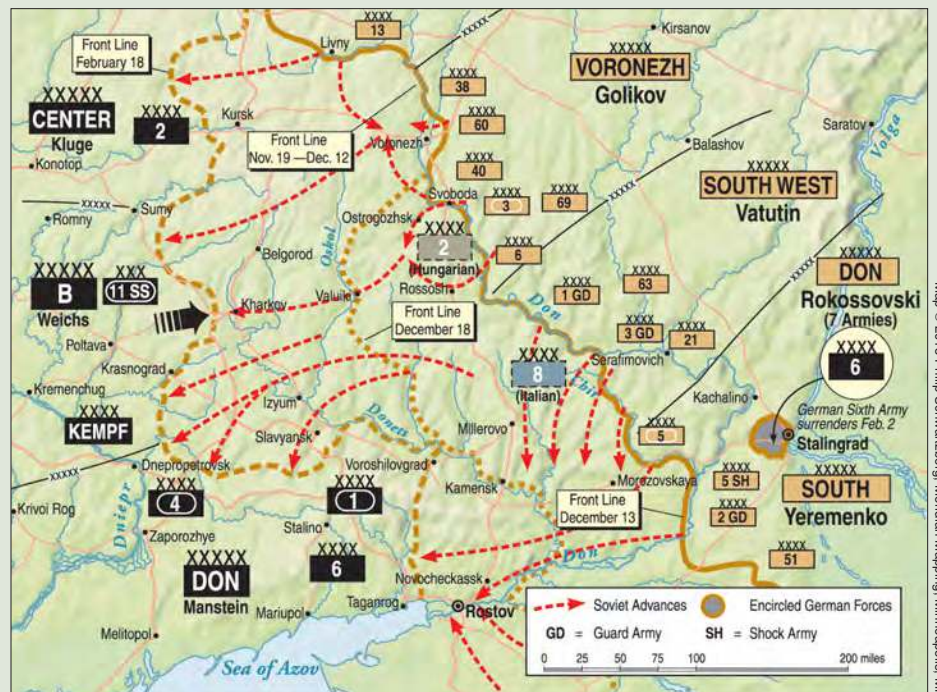 XXXX
13
Kirsanov
Livny
Front Line
February 18
XXXXX
VORONEZH
Golikov
XXXX
38
XXXXX
CENTER
Kluge
XXXX
2
Kursk
XXXX
60
Saratov
Volga
Front Line
Nov. 19 —Dec. 12
Voronezh
Balashov
Konotop
XXXX
40
XXXXX
SOUTH WEST
Vatutin
xxxxx
Sumy
Romny
Svoboda
XXXX
3
XXXX
69
Ostrogozhsk
XXXX
2
(Hungarian)
XXXX
6
Oskol
Belgorod
XXXXX
DON
Rokossovski
(7 Armies)
XXXXX
B
Weichs
XXX
11 SS
Rossosh
Valuiki
XXXX
1 GD
Don
XXXX
63
Kharkov
Front Line
December 18
XXXX
3 GD
XXXX
21
Poltava
Serafimovich
XXXX
6
Krasnograd
XXXX
8
(Italian)
Chir
Kremenchug
Izyum
Kachalino
German Sixth Army
surrenders Feb. 2
Stalingrad
XXXX
KEMPF
Slavyansk
Donets
Millerovo
XXXX
5
xxxxx
Dnepropetrovsk
Voroshilovgrad
Kamensk
Morozovskaya
XXXX
5 SH
XXXXX
SOUTH
Yeremenko
XXXX
4
XXXX
1
Front Line
December 13
XXXX
2 GD
Krivoi Rog
Dniepr
Zaporozhye
Stalino
XXXXX
DON
Manstein
XXXX
6
Don
XXXX
51
Novocheckassk
Mariupol
Taganrog
Rostov
Melitopol
Sea of Azov
Soviet Advances
Encircled German Forces
GD = Guard Army
SH = Shock Army
0 25 50 75 100 200 miles